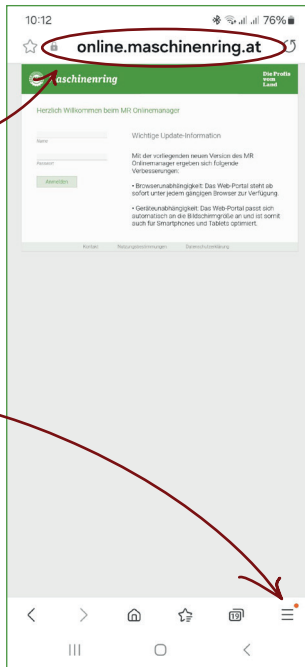 10:12
76%
online.maschinenring.at
maschinenring
Die Profis
vom
Land
Herzlich Willkommen beim MR Onlinemanager
Name
Passwort
Anmelden
Wichtige Update-Information
Mit der vorliegenden neuen Version des MR
Onlinemanager ergeben sich folgende
Verbesserungen:
• Browserunabhängigkeit: Das Web-Portal steht ab
sofort unter jedem gängigen Browser zur Verfügung.
• Geräteunabhängigkeit: Das Web-Portal passt sich
automatisch an die Bildschirmgröße an und ist somit
auch für Smartphones und Tablets optimiert.
Kontakt Nutzungsbestimmungen Datenschutzerklärung
19